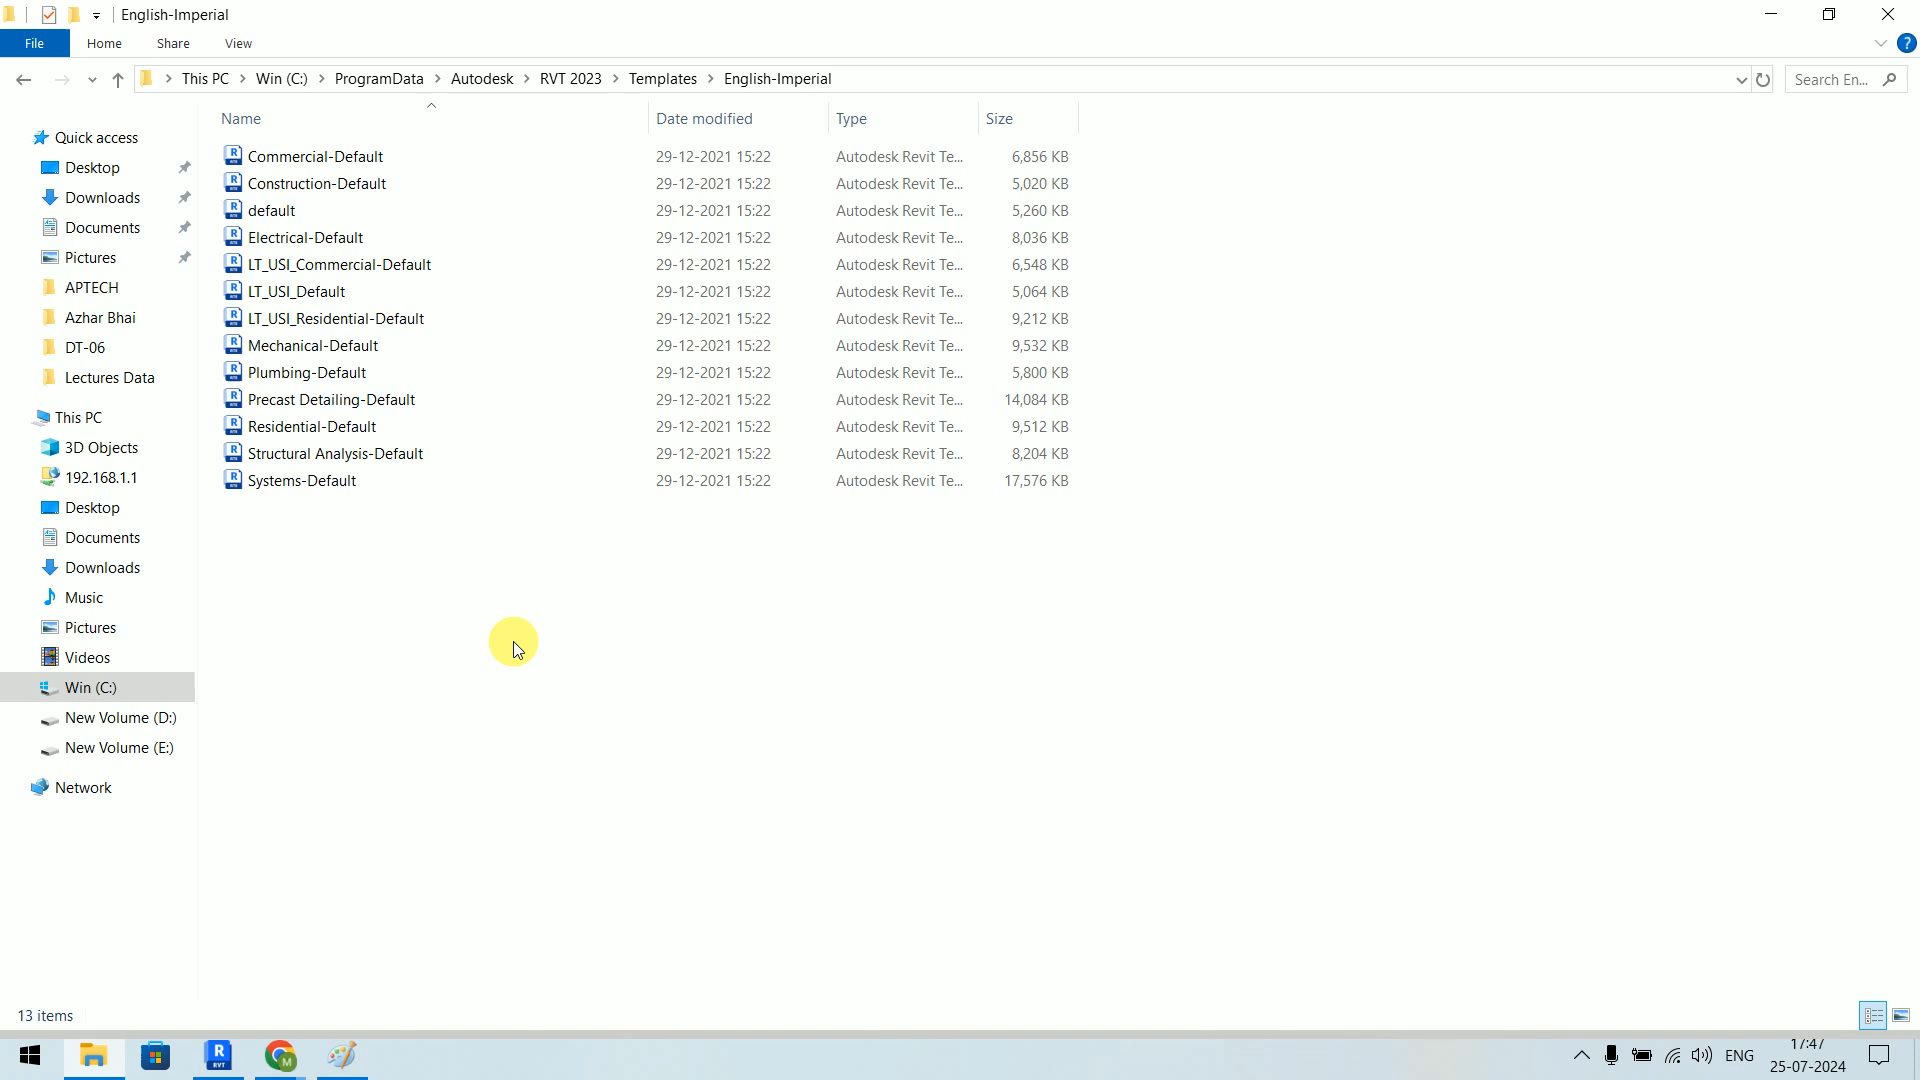 English-Imperial
File Home Share View
This PC Win (C:) ProgramData Autodesk RVT 2023 Templates English-Imperial Search En...
Name Date modified Type Size
Quick access
Desktop
Downloads
Documents
Pictures
APTECH
Azhar Bhai
DT-06
Lectures Data
This PC
3D Objects
192.168.1.1
Desktop
Documents
Downloads
Music
Pictures
Videos
Win (C:)
New Volume (D:)
New Volume (E:)
Network
Commercial-Default 29-12-2021 15:22 Autodesk Revit Te... 6,856 KB
Construction-Default 29-12-2021 15:22 Autodesk Revit Te... 5,020 KB
default 29-12-2021 15:22 Autodesk Revit Te... 5,260 KB
Electrical-Default 29-12-2021 15:22 Autodesk Revit Te... 8,036 KB
LT_USI_Commercial-Default 29-12-2021 15:22 Autodesk Revit Te... 6,548 KB
LT_USI_Default 29-12-2021 15:22 Autodesk Revit Te... 5,064 KB
LT_USI_Residential-Default 29-12-2021 15:22 Autodesk Revit Te... 9,212 KB
Mechanical-Default 29-12-2021 15:22 Autodesk Revit Te... 9,532 KB
Plumbing-Default 29-12-2021 15:22 Autodesk Revit Te... 5,800 KB
Precast Detailing-Default 29-12-2021 15:22 Autodesk Revit Te... 14,084 KB
Residential-Default 29-12-2021 15:22 Autodesk Revit Te... 9,512 KB
Structural Analysis-Default 29-12-2021 15:22 Autodesk Revit Te... 8,204 KB
Systems-Default 29-12-2021 15:22 Autodesk Revit Te... 17,576 KB
13 items
R
RVT
M
ENG
17:47
25-07-2024